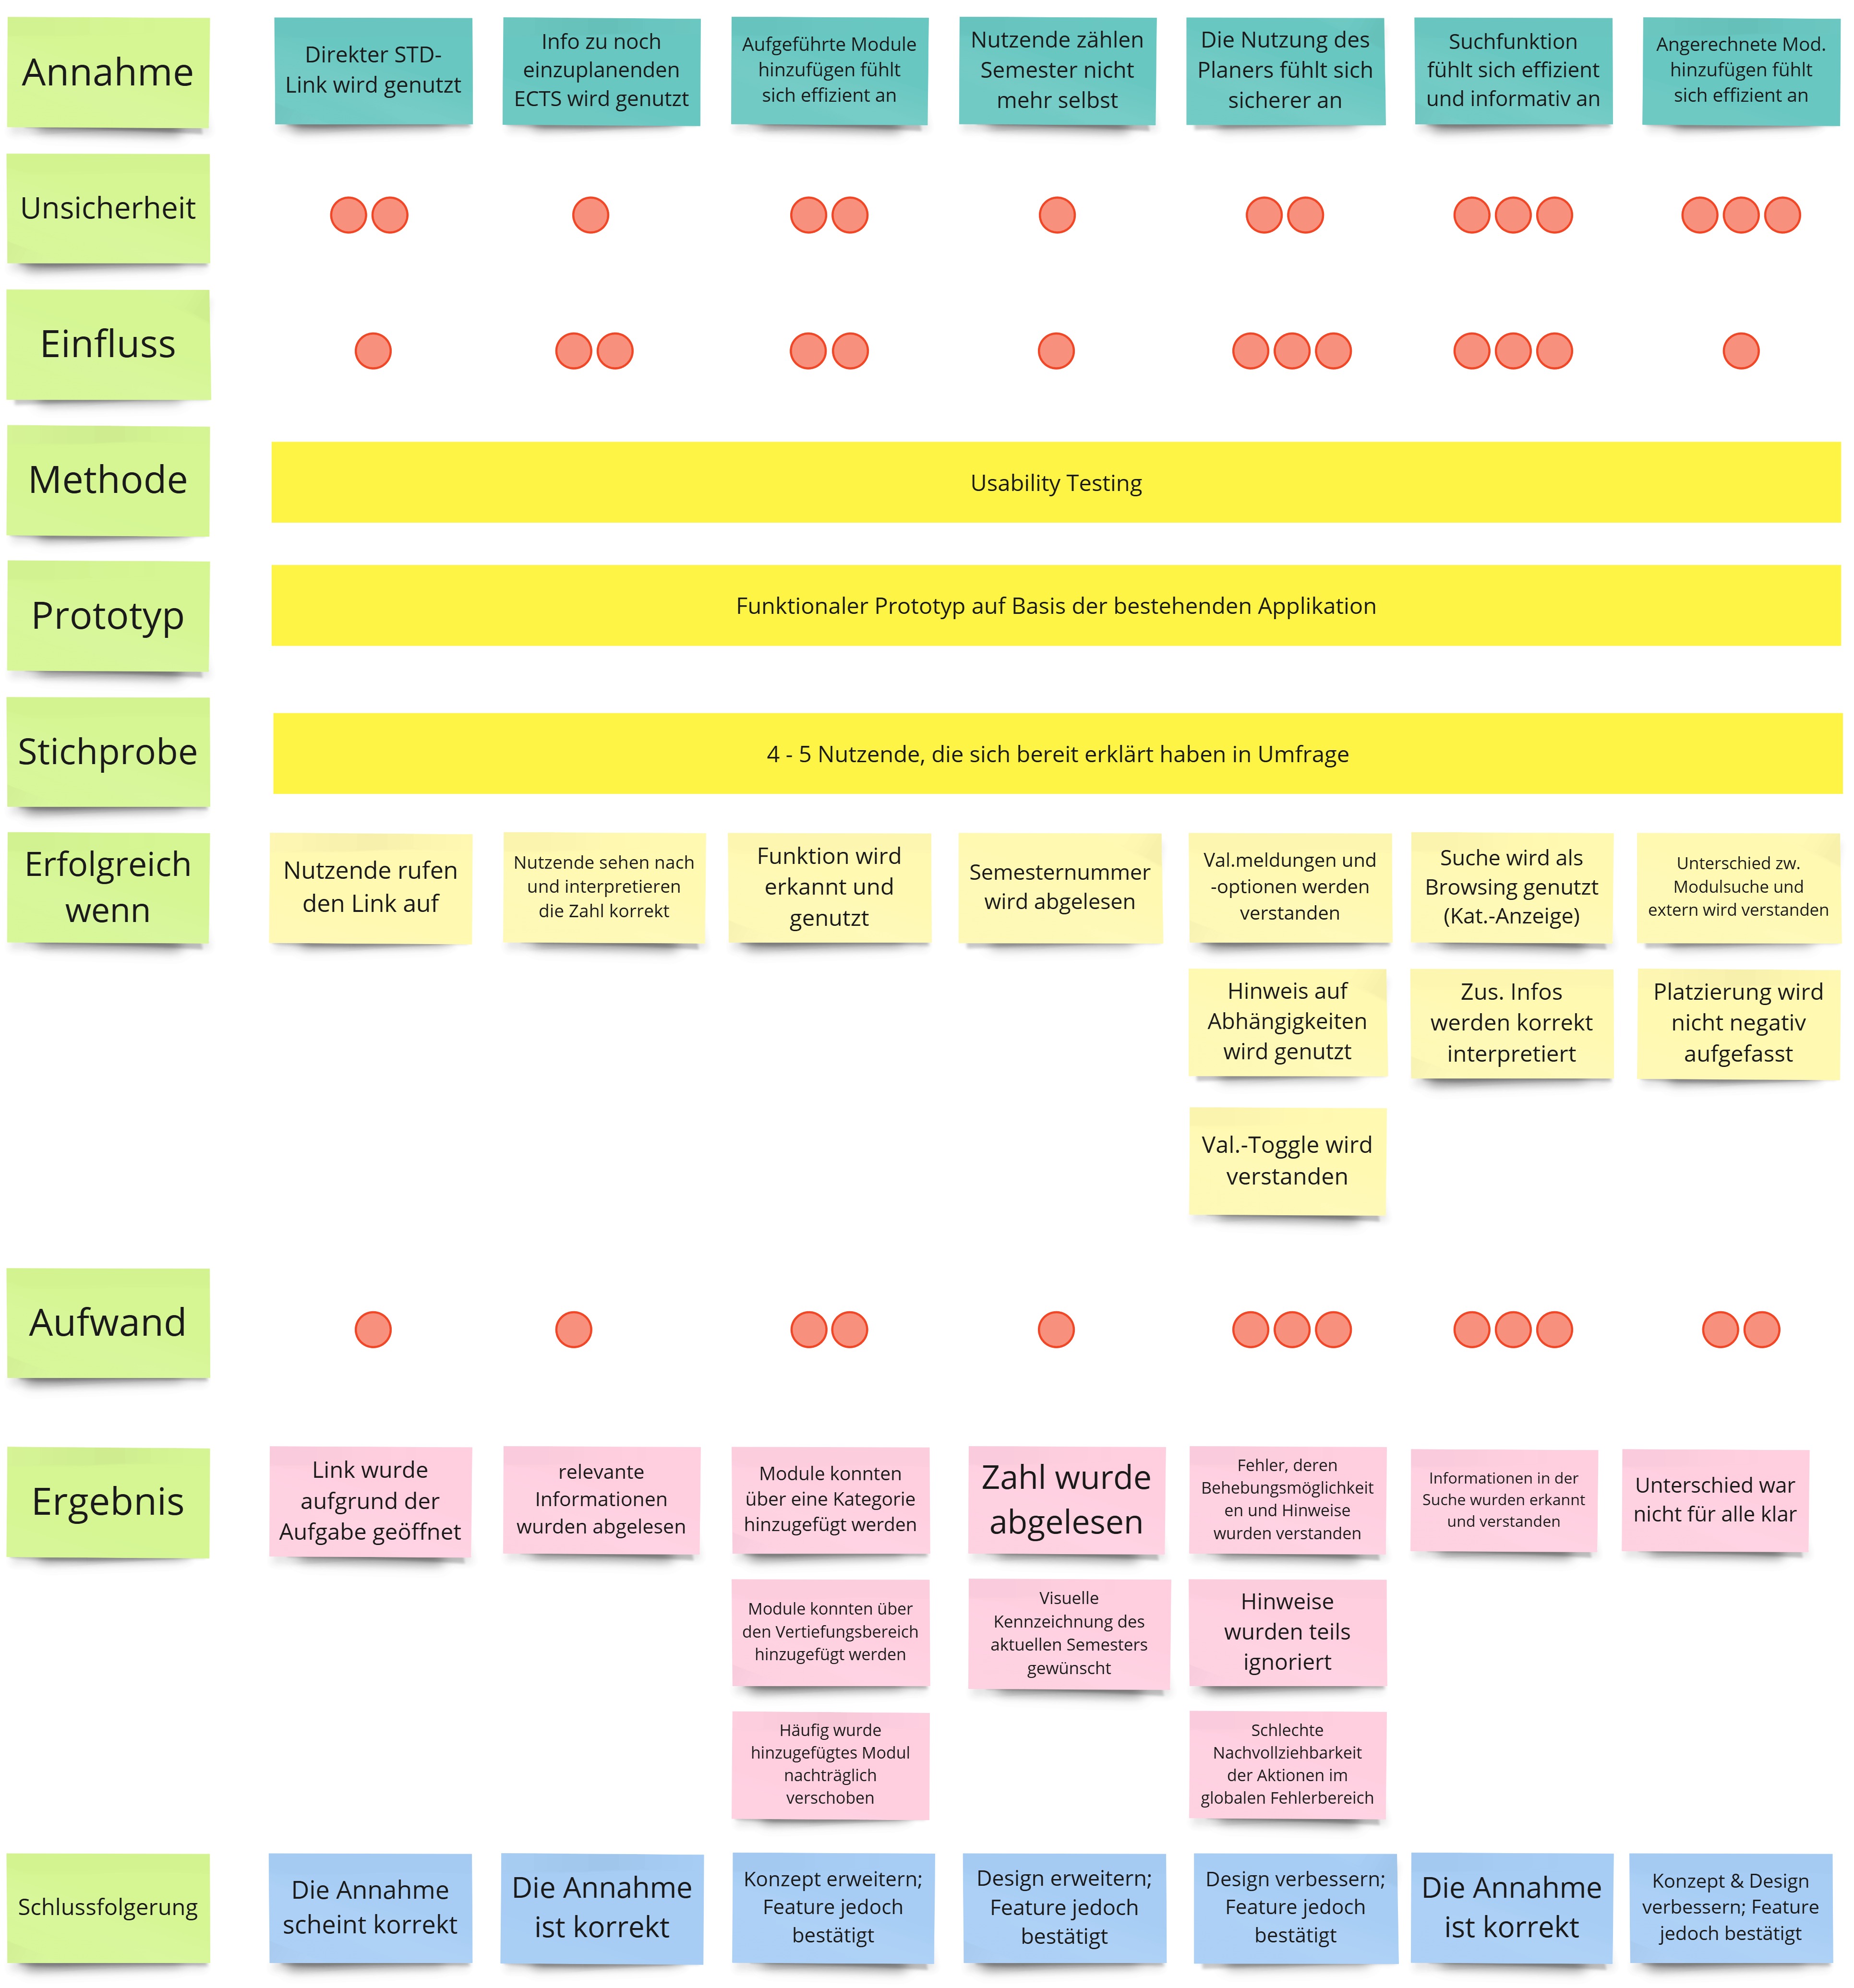 Annahme
Direkter STD-
Link wird genutzt
Info zu noch
einzuplanenden
ECTS wird genutzt
Aufgeführte Module
hinzufügen fühlt
sich effizient an
Nutzende zählen
Semester nicht
mehr selbst
Die Nutzung des
Planers fühlt sich
sicherer an
Suchfunktion
fühlt sich effizient
und informativ an
Angerechnete Mod.
hinzufügen fühlt
sich effizient an
Unsicherheit
Einfluss
Methode
Usability Testing
Prototyp
Funktionaler Prototyp auf Basis der bestehenden Applikation
Stichprobe
4 - 5 Nutzende, die sich bereit erklärt haben in Umfrage
Erfolgreich
wenn
Nutzende rufen
den Link auf
Nutzende sehen nach
und interpretieren
die Zahl korrekt
Funktion wird
erkannt und
genutzt
Semesternummer
wird abgelesen
Val.meldungen und
-optionen werden
verstanden
Suche wird als
Browsing genutzt
(Kat.-Anzeige)
Unterschied zw.
Modulsuche und
extern wird verstanden
Hinweis auf
Abhängigkeiten
wird genutzt
Zus. Infos
werden korrekt
interpretiert
Platzierung wird
nicht negativ
aufgefasst
Val.-Toggle wird
verstanden
Aufwand
Ergebnis
Link wurde
aufgrund der
Aufgabe geöffnet
relevante
Informationen
wurden abgelesen
Module konnten
über eine Kategorie
hinzugefügt werden
Zahl wurde
abgelesen
Fehler, deren
Behebungsmöglichkeit
en und Hinweise
wurden verstanden
Informationen in der
Suche wurden erkannt
und verstanden
Unterschied war
nicht für alle klar
Module konnten über
den Vertiefungsbereich
hinzugefügt werden
Visuelle
Kennzeichnung des
aktuellen Semesters
gewünscht
Hinweise
wurden teils
ignoriert
Häufig wurde
hinzugefügtes Modul
nachträglich
verschoben
Schlechte
Nachvollziehbarkeit
der Aktionen im
globalen Fehlerbereich
Schlussfolgerung
Die Annahme
scheint korrekt
Die Annahme
ist korrekt
Konzept erweitern;
Feature jedoch
bestätigt
Design erweitern;
Feature jedoch
bestätigt
Design verbessern;
Feature jedoch
bestätigt
Die Annahme
ist korrekt
Konzept & Design
verbessern; Feature
jedoch bestätigt